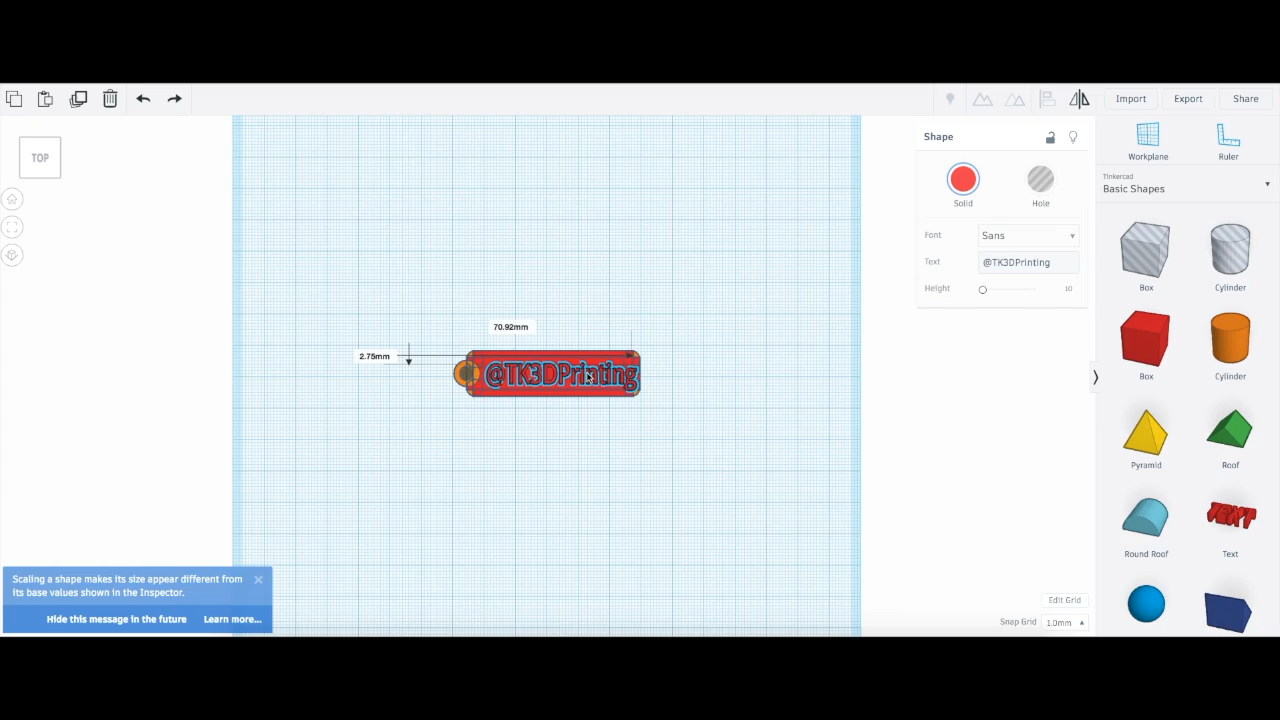 Import
Export
Share
TOP
Shape
Workplane
Ruler
Solid
Hole
Tinkercad
Basic Shapes
Font
Sans
Text
@TK3DPrinting
Height
10
Box
Cylinder
70.92mm
2.75mm
@TK3DPrinting
Box
Cylinder
Pyramid
Roof
TEXT
Round Roof
Text
Scaling a shape makes its size appear different from
its base values shown in the Inspector.
Hide this message in the future
Learn more...
Edit Grid
Snap Grid
1.0mm